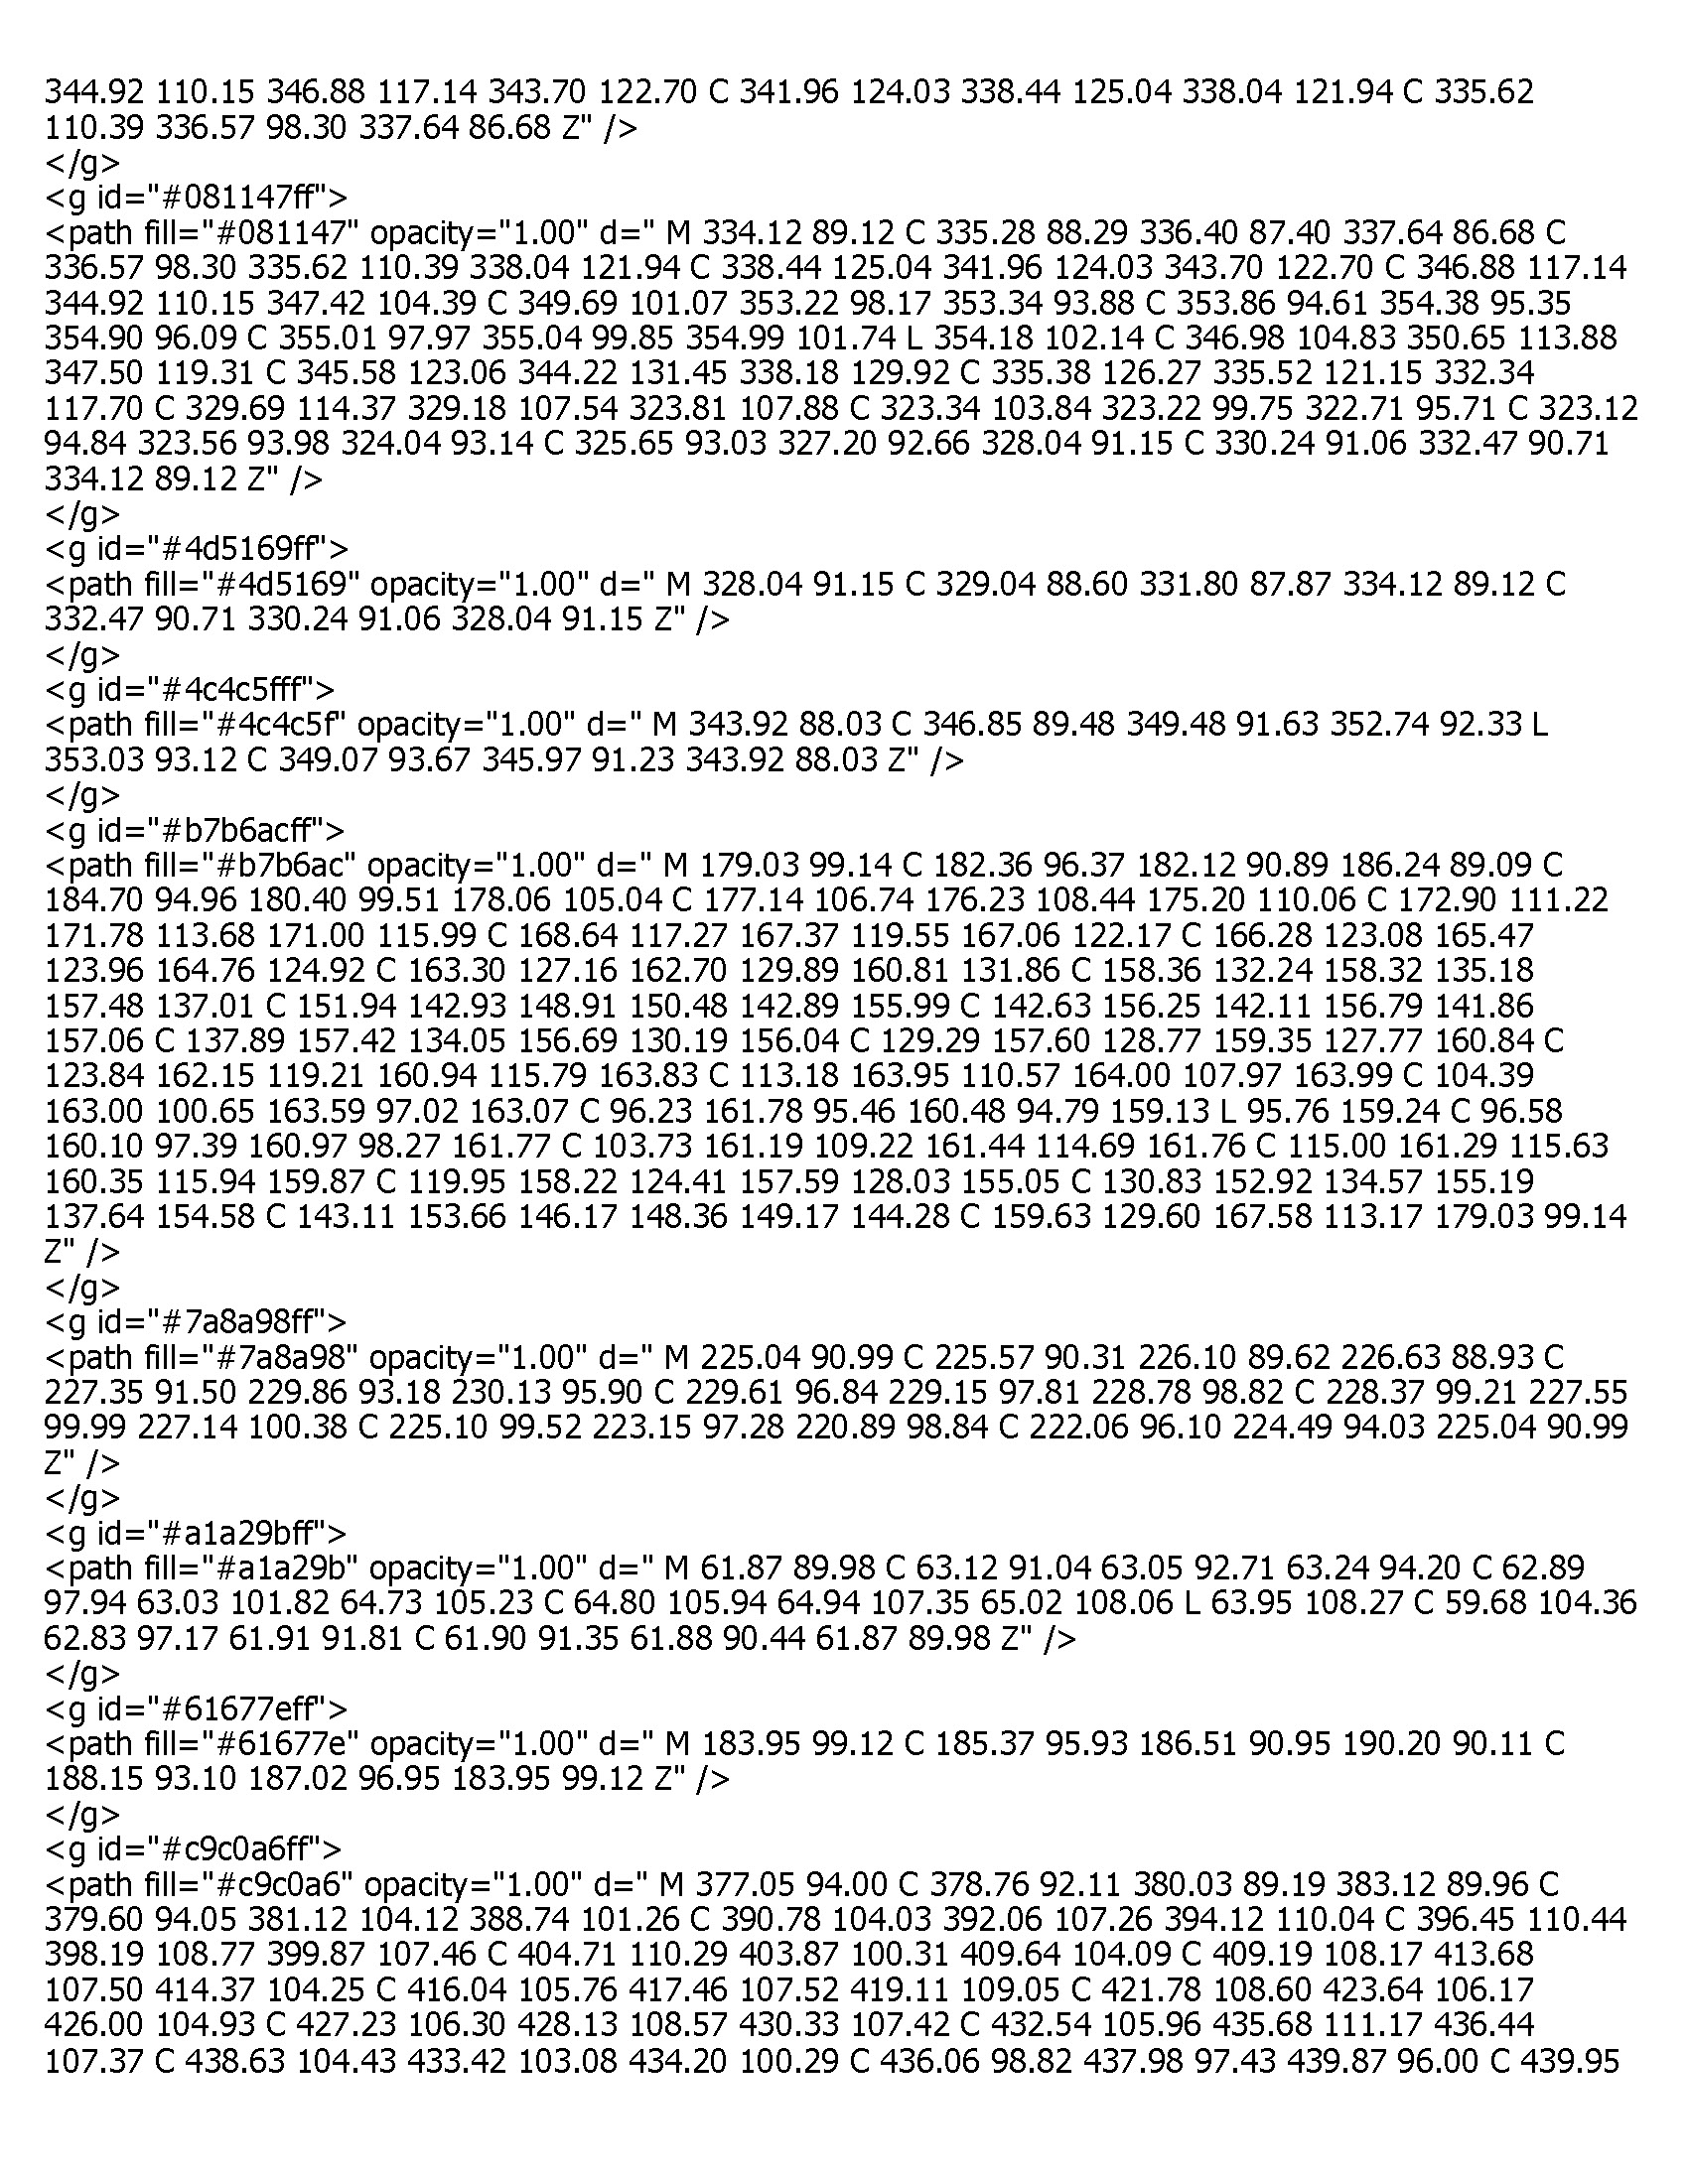 344.92 110.15 346.88 117.14 343.70 122.70 C 341.96 124.03 338.44 125.04 338.04 121.94 C 335.62
110.39 336.57 98.30 337.64 86.68 Z" />
</g>
<g id="#081147ff">
<path fill="#081147" opacity="1.00" d=" M 334.12 89.12 C 335.28 88.29 336.40 87.40 337.64 86.68 C
336.57 98.30 335.62 110.39 338.04 121.94 C 338.44 125.04 341.96 124.03 343.70 122.70 C 346.88 117.14
344.92 110.15 347.42 104.39 C 349.69 101.07 353.22 98.17 353.34 93.88 C 353.86 94.61 354.38 95.35
354.90 96.09 C 355.01 97.97 355.04 99.85 354.99 101.74 L 354.18 102.14 C 346.98 104.83 350.65 113.88
347.50 119.31 C 345.58 123.06 344.22 131.45 338.18 129.92 C 335.38 126.27 335.52 121.15 332.34
117.70 C 329.69 114.37 329.18 107.54 323.81 107.88 C 323.34 103.84 323.22 99.75 322.71 95.71 C 323.12
94.84 323.56 93.98 324.04 93.14 C 325.65 93.03 327.20 92.66 328.04 91.15 C 330.24 91.06 332.47 90.71
334.12 89.12 Z" />
</g>
<g id="#4d5169ff">
<path fill="#4d5169" opacity="1.00" d=" M 328.04 91.15 C 329.04 88.60 331.80 87.87 334.12 89.12 C
332.47 90.71 330.24 91.06 328.04 91.15 Z" />
</g>
<g id="#4c4c5fff">
<path fill="#4c4c5f" opacity="1.00" d=" M 343.92 88.03 C 346.85 89.48 349.48 91.63 352.74 92.33 L
353.03 93.12 C 349.07 93.67 345.97 91.23 343.92 88.03 Z" />
</g>
<g id="#b7b6acff">
<path fill="#b7b6ac" opacity="1.00" d=" M 179.03 99.14 C 182.36 96.37 182.12 90.89 186.24 89.09 C
184.70 94.96 180.40 99.51 178.06 105.04 C 177.14 106.74 176.23 108.44 175.20 110.06 C 172.90 111.22
171.78 113.68 171.00 115.99 C 168.64 117.27 167.37 119.55 167.06 122.17 C 166.28 123.08 165.47
123.96 164.76 124.92 C 163.30 127.16 162.70 129.89 160.81 131.86 C 158.36 132.24 158.32 135.18
157.48 137.01 C 151.94 142.93 148.91 150.48 142.89 155.99 C 142.63 156.25 142.11 156.79 141.86
157.06 C 137.89 157.42 134.05 156.69 130.19 156.04 C 129.29 157.60 128.77 159.35 127.77 160.84 C
123.84 162.15 119.21 160.94 115.79 163.83 C 113.18 163.95 110.57 164.00 107.97 163.99 C 104.39
163.00 100.65 163.59 97.02 163.07 C 96.23 161.78 95.46 160.48 94.79 159.13 L 95.76 159.24 C 96.58
160.10 97.39 160.97 98.27 161.77 C 103.73 161.19 109.22 161.44 114.69 161.76 C 115.00 161.29 115.63
160.35 115.94 159.87 C 119.95 158.22 124.41 157.59 128.03 155.05 C 130.83 152.92 134.57 155.19
137.64 154.58 C 143.11 153.66 146.17 148.36 149.17 144.28 C 159.63 129.60 167.58 113.17 179.03 99.14
Z" />
</g>
<g id="#7a8a98ff">
<path fill="#7a8a98" opacity="1.00" d=" M 225.04 90.99 C 225.57 90.31 226.10 89.62 226.63 88.93 C
227.35 91.50 229.86 93.18 230.13 95.90 C 229.61 96.84 229.15 97.81 228.78 98.82 C 228.37 99.21 227.55
99.99 227.14 100.38 C 225.10 99.52 223.15 97.28 220.89 98.84 C 222.06 96.10 224.49 94.03 225.04 90.99
Z" />
</g>
<g id="#a1a29bff">
<path fill="#a1a29b" opacity="1.00" d=" M 61.87 89.98 C 63.12 91.04 63.05 92.71 63.24 94.20 C 62.89
97.94 63.03 101.82 64.73 105.23 C 64.80 105.94 64.94 107.35 65.02 108.06 L 63.95 108.27 C 59.68 104.36
62.83 97.17 61.91 91.81 C 61.90 91.35 61.88 90.44 61.87 89.98 Z" />
</g>
<g id="#61677eff">
<path fill="#61677e" opacity="1.00" d=" M 183.95 99.12 C 185.37 95.93 186.51 90.95 190.20 90.11 C
188.15 93.10 187.02 96.95 183.95 99.12 Z" />
</g>
<g id="#c9c0a6ff">
<path fill="#c9c0a6" opacity="1.00" d=" M 377.05 94.00 C 378.76 92.11 380.03 89.19 383.12 89.96 C
379.60 94.05 381.12 104.12 388.74 101.26 C 390.78 104.03 392.06 107.26 394.12 110.04 C 396.45 110.44
398.19 108.77 399.87 107.46 C 404.71 110.29 403.87 100.31 409.64 104.09 C 409.19 108.17 413.68
107.50 414.37 104.25 C 416.04 105.76 417.46 107.52 419.11 109.05 C 421.78 108.60 423.64 106.17
426.00 104.93 C 427.23 106.30 428.13 108.57 430.33 107.42 C 432.54 105.96 435.68 111.17 436.44
107.37 C 438.63 104.43 433.42 103.08 434.20 100.29 C 436.06 98.82 437.98 97.43 439.87 96.00 C 439.95